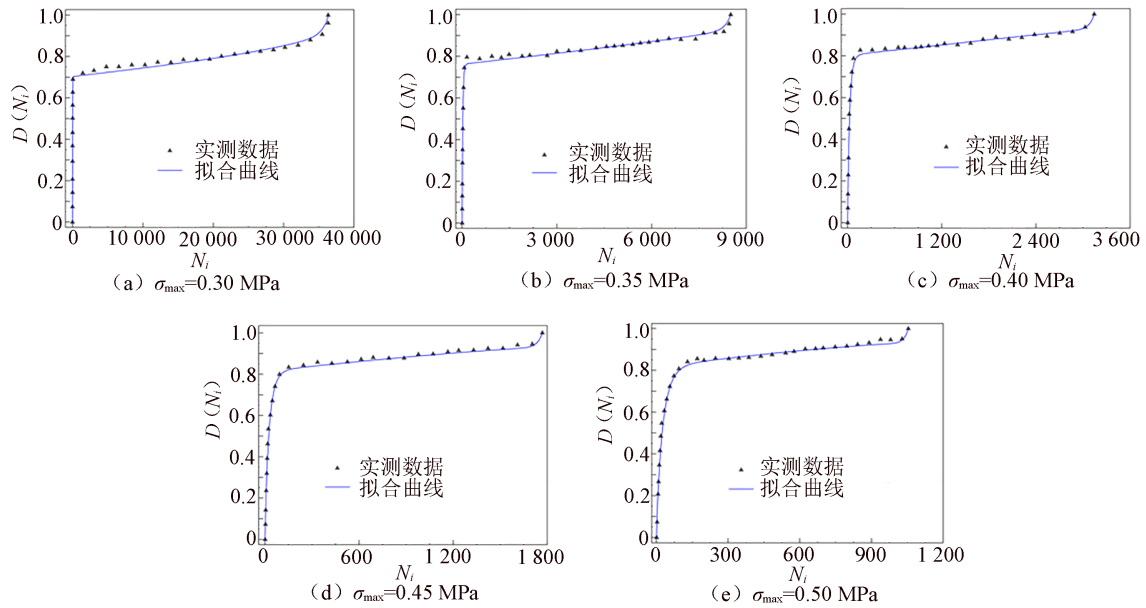 1.0
0.8
0.6
0.4
0.2
0
D（Ni）
实测数据
拟合曲线
0 10 000 20 000 30 000 40 000
Ni
（a）σmax=0.30 MPa
1.0
0.8
0.6
0.4
0.2
0
D（Ni）
实测数据
拟合曲线
0 3 000 6 000 9 000
Ni
（b）σmax=0.35 MPa
1.0
0.8
0.6
0.4
0.2
0
D（Ni）
实测数据
拟合曲线
0 1 200 2 400 3 600
Ni
（c）σmax=0.40 MPa
1.0
0.8
0.6
0.4
0.2
0
D（Ni）
实测数据
拟合曲线
0 600 1 200 1 800
Ni
（d）σmax=0.45 MPa
1.0
0.8
0.6
0.4
0.2
0
D（Ni）
实测数据
拟合曲线
0 300 600 900 1 200
Ni
（e）σmax=0.50 MPa